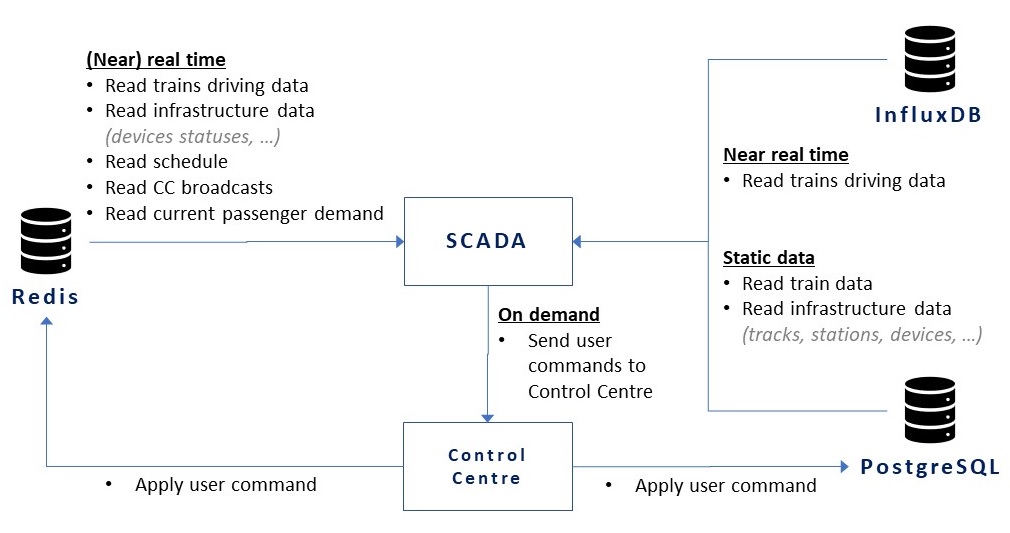 (Near) real time
• Read trains driving data
• Read infrastructure data
(devices statuses, ...)
• Read schedule
• Read CC broadcasts
• Read current passenger demand
Redis
SCADA
InfluxDB
Near real time
• Read trains driving data
Static data
• Read train data
• Read infrastructure data
(tracks, stations, devices, ...)
PostgreSQL
On demand
• Send user
commands to
Control Centre
Control
Centre
• Apply user command
• Apply user command